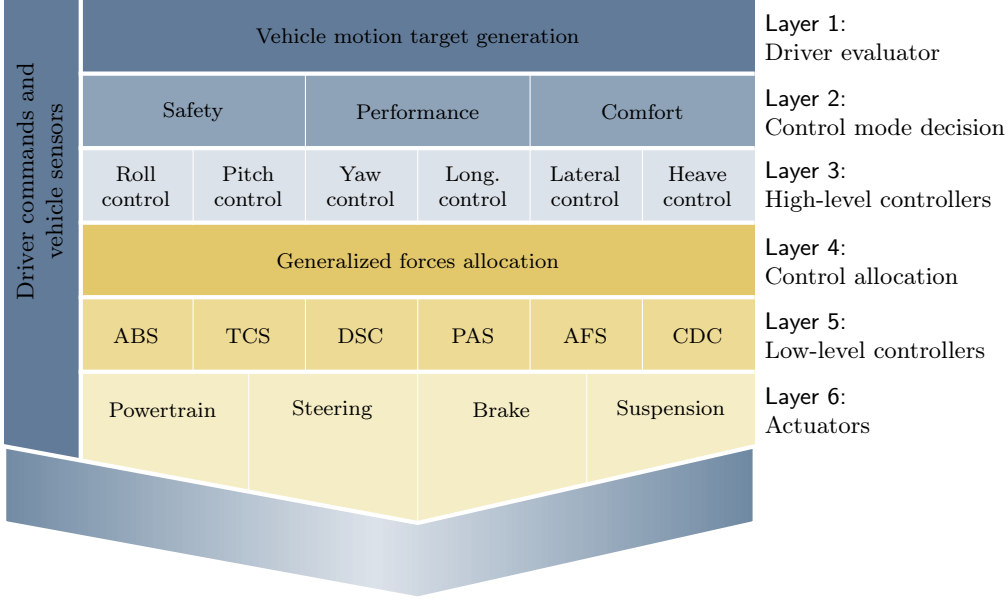 Driver commands and
vehicle sensors
Vehicle motion target generation
Layer 1:
Driver evaluator
Safety
Performance
Comfort
Layer 2:
Control mode decision
Roll
control
Pitch
control
Yaw
control
Long.
control
Lateral
control
Heave
control
Layer 3:
High-level controllers
Generalized forces allocation
Layer 4:
Control allocation
ABS
TCS
DSC
PAS
AFS
CDC
Layer 5:
Low-level controllers
Powertrain
Steering
Brake
Suspension
Layer 6:
Actuators